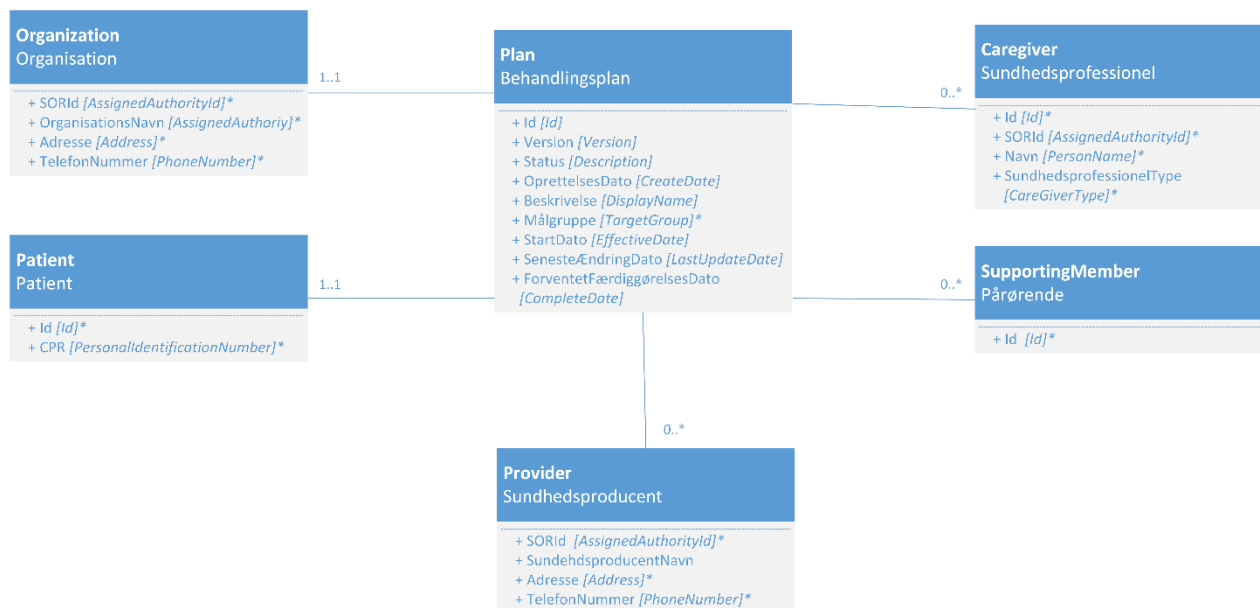 Organization
Organisation
+ SORId [AssignedAuthorityId]*
+ OrganisationsNavn [AssignedAuthoriy]*
+ Adresse [Address]*
+ TelefonNummer [PhoneNumber]*
1..1
Plan
Behandlingsplan
+ Id [Id]
+ Version [Version]
+ Status [Description]
+ OprettelsesDato [CreateDate]
+ Beskrivelse [DisplayName]
+ Målgruppe [TargetGroup]*
+ StartDato [EffectiveDate]
+ SenesteÆndringDato [LastUpdateDate]
+ ForventetFærdiggørelsesDato
[CompleteDate]
0..*
Caregiver
Sundhedsprofessionel
+ Id [Id]*
+ SORId [AssignedAuthorityId]*
+ Navn [PersonName]*
+ SundhedsprofessionelType
[CareGiverType]*
Patient
Patient
+ Id [Id]*
+ CPR [PersonalIdentificationNumber]*
1..1
0..*
SupportingMember
Pårørende
+ Id [Id]*
0..*
Provider
Sundhedsproducent
+ SORId [AssignedAuthorityId]*
+ SundehdsproducentNavn
+ Adresse [Address]*
+ TelefonNummer [PhoneNumber]*